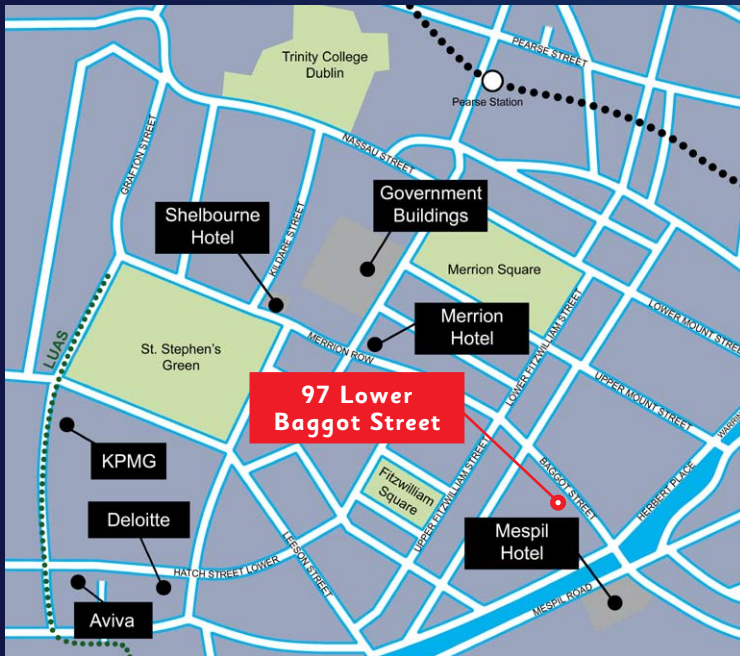 Trinity College
Dublin
PEARSE STREET
Pearse Station
GRAFTON STREET
NASSAU STREET
KILDARE STREET
Shelbourne
Hotel
Government
Buildings
Merrion Square
LUAS
St. Stephen's
Green
MERRION ROW
Merrion
Hotel
LOWER MOUNT STREET
LOWER FITZWILLIAM STREET
UPPER MOUNT STREET
97 Lower
Baggot Street
KPMG
BAGGOT STREET
HERBERT PLACE
Fitzwilliam
Square
UPPER FITZWILLIAM STREET
Deloitte
LEESON STREET
Mespil
Hotel
HATCH STREET LOWER
MESPIL ROAD
Aviva